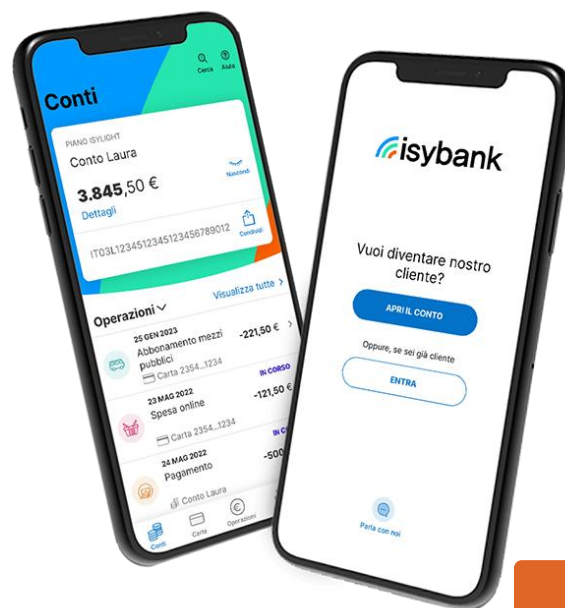 Cerca
Aiuto
Conti
PIANO ISYLIGHT
Conto Laura
3.845,50 €
Nascondi
Dettagli
IT03L1234512345123456789012
Condividi
Operazioni
Visualizza tutte >
25 GEN 2023
Abbonamento mezzi
pubblici
-221,50 € >
Carta 2354...1234
IN CORSO
23 MAG 2022
Spesa online
-121,50 €
Carta 2354...1234
24 MAG 2022
Pagamento
-500
Conto Laura
Conti
Carte
Operazioni
isybank
Vuoi diventare nostro
cliente?
APRI IL CONTO
Oppure, se sei già cliente
ENTRA
Parla con noi